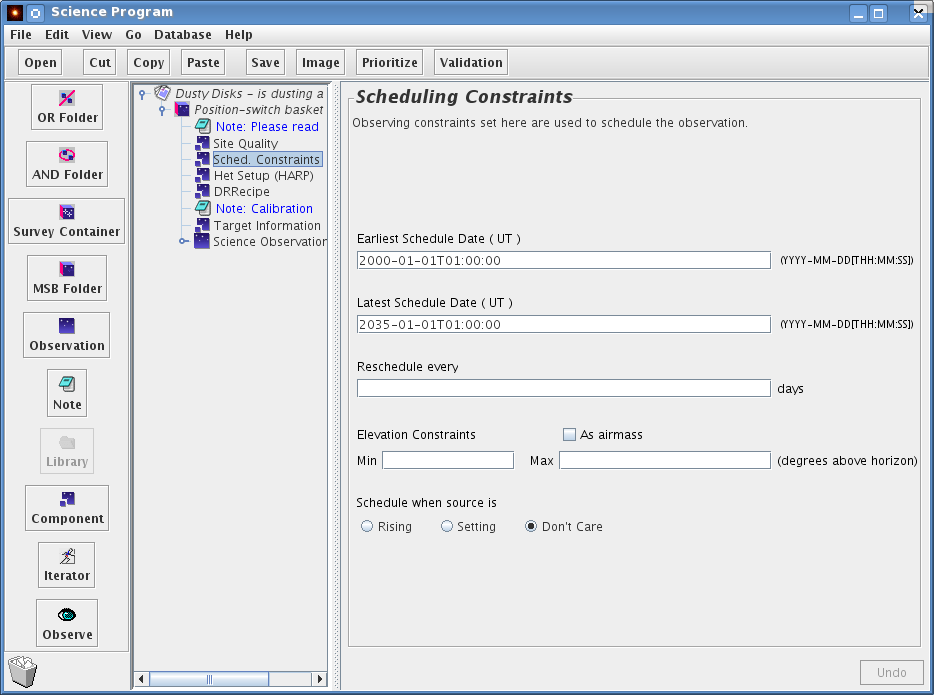 Science Program
File Edit View Go Database Help
Open Cut Copy Paste Save Image Prioritize Validation
OR Folder
AND Folder
Survey Container
MSB Folder
Observation
Note
Library
Component
Iterator
Observe
Dusty Disks - is dusting a
Position-switch basket
Note: Please read
Site Quality
Sched. Constraints
Het Setup (HARP)
DRRecipe
Note: Calibration
Target Information
Science Observation
Scheduling Constraints
Observing constraints set here are used to schedule the observation.
Earliest Schedule Date ( UT )
2000-01-01T01:00:00 (YYYY-MM-DD[THH:MM:SS])
Latest Schedule Date ( UT )
2035-01-01T01:00:00 (YYYY-MM-DD[THH:MM:SS])
Reschedule every
days
Elevation Constraints As airmass
Min Max (degrees above horizon)
Schedule when source is
Rising Setting Don't Care
Undo